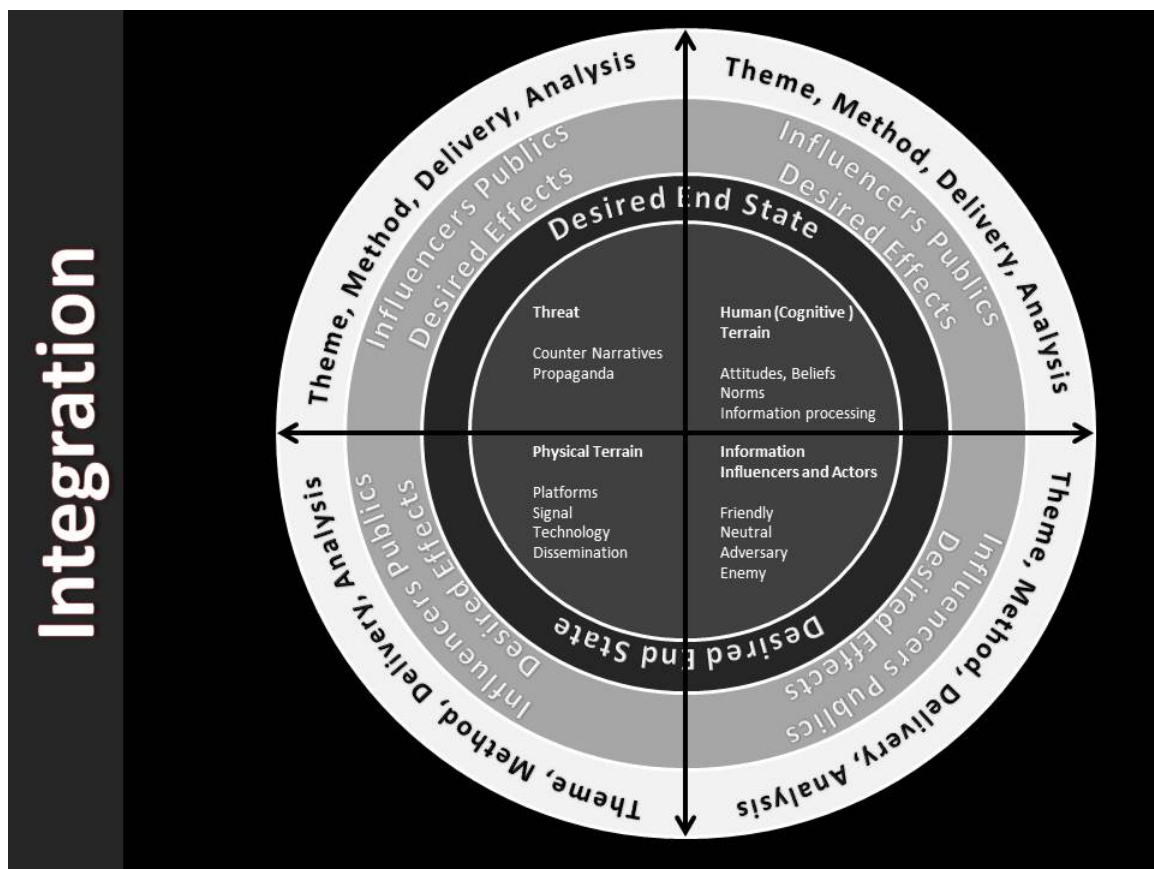 Integration
Theme, Method, Delivery, Analysis
Theme, Method, Delivery, Analysis
Influencers Publics
Desired Effects
Influencers Publics
Desired Effects
Desired End State
Threat
Counter Narratives
Propaganda
Human (Cognitive )
Terrain
Attitudes, Beliefs
Norms
Information processing
Physical Terrain
Platforms
Signal
Technology
Dissemination
Information
Influencers and Actors
Friendly
Neutral
Adversary
Enemy
Desired End State
Desired Effects
Influencers Publics
Desired Effects
Influencers Publics
Theme, Method, Delivery, Analysis
Theme, Method, Delivery, Analysis